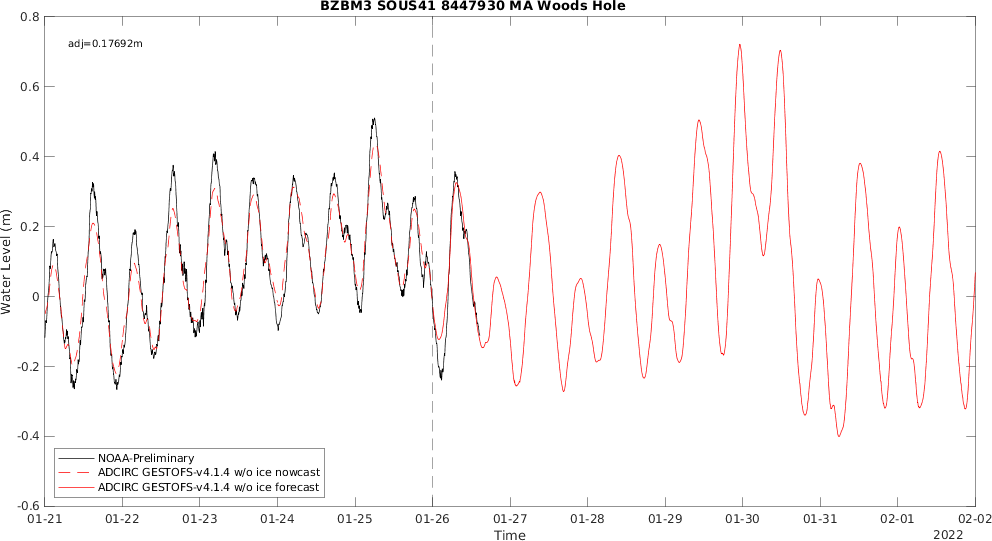 BZBM3 SOUS41 8447930 MA Woods Hole
adj=0.17692m
0.8
0.6
0.4
0.2
0
-0.2
-0.4
-0.6
Water Level (m)
NOAA-Preliminary
ADCIRC GESTOFS-v4.1.4 w/o ice nowcast
ADCIRC GESTOFS-v4.1.4 w/o ice forecast
01-21 01-22 01-23 01-24 01-25 01-26 01-27 01-28 01-29 01-30 01-31 02-01 02-02
Time
2022